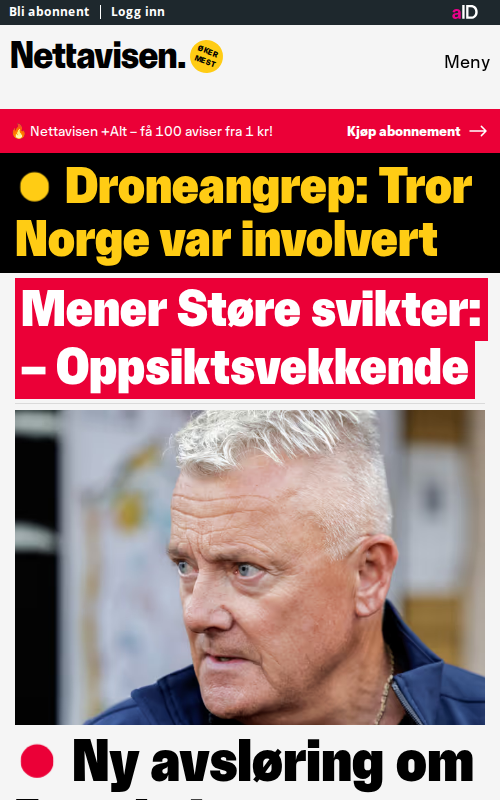 Bli abonnent | Logg inn
aID
Nettavisen.
ØKER
MEST
Meny
🔥 Nettavisen +Alt – få 100 aviser fra 1 kr!
Kjøp abonnement →
Droneangrep: Tror
Norge var involvert
Mener Støre svikter:
– Oppsiktsvekkende
Ny avsløring om